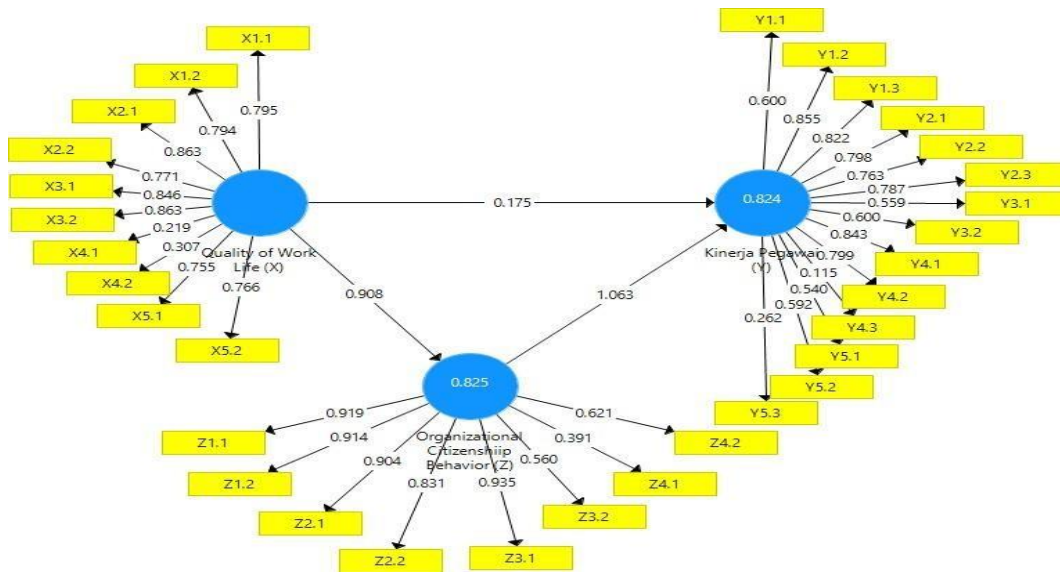 X1.1
X1.2
X2.1
X2.2
X3.1
X3.2
X4.1
X4.2
X5.1
X5.2
0.795
0.794
0.863
0.771
0.846
0.863
0.219
0.307
0.755
0.766
Quality of Work
Life (X)
0.175
0.908
1.063
Y1.1
Y1.2
Y1.3
Y2.1
Y2.2
Y2.3
Y3.1
Y3.2
Y4.1
Y4.2
Y4.3
Y5.1
Y5.2
Y5.3
0.600
0.855
0.822
0.798
0.763
0.787
0.559
0.600
0.843
0.799
0.115
0.540
0.592
0.262
0.824
Kinerja Pegawai
(Y)
0.825
Organizational
Citizenshiip
Behavior (Z)
0.919
0.914
0.904
0.831
0.935
0.560
0.391
0.621
Z1.1
Z1.2
Z2.1
Z2.2
Z3.1
Z3.2
Z4.1
Z4.2